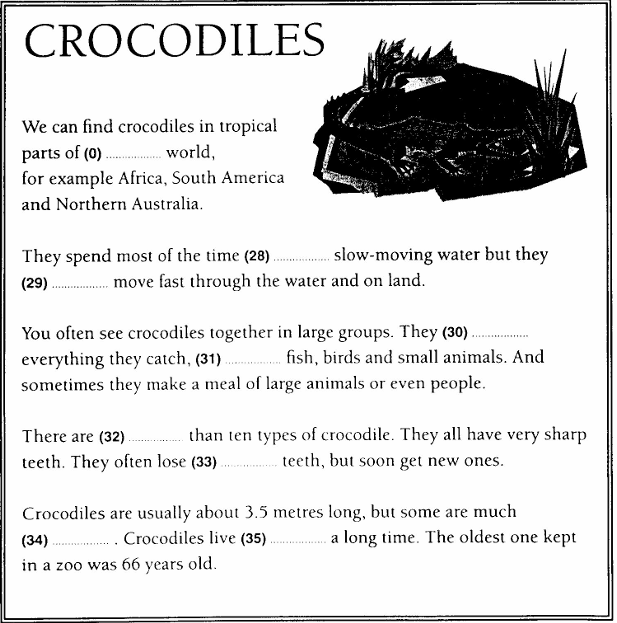 CROCODILES
We can find crocodiles in tropical
parts of (0) .................. world,
for example Africa, South America
and Northern Australia.
They spend most of the time (28) .................. slow-moving water but they
(29) .................. move fast through the water and on land.
You often see crocodiles together in large groups. They (30) ..................
everything they catch, (31) .................. fish, birds and small animals. And
sometimes they make a meal of large animals or even people.
There are (32) .................. than ten types of crocodile. They all have very sharp
teeth. They often lose (33) .................. teeth, but soon get new ones.
Crocodiles are usually about 3.5 metres long, but some are much
(34) .................. . Crocodiles live (35) .................. a long time. The oldest one kept
in a zoo was 66 years old.